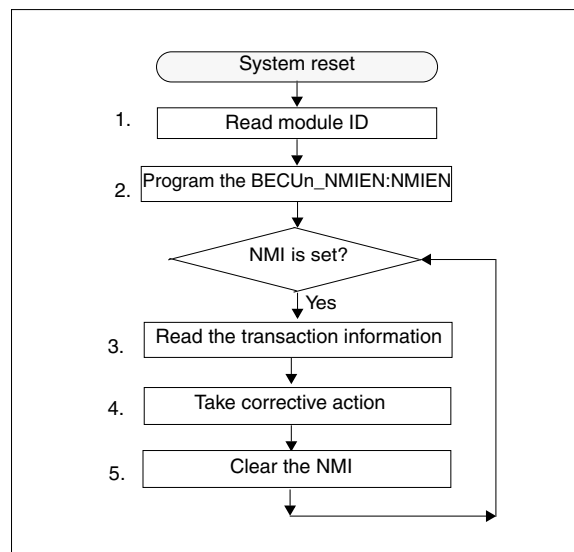 System reset
1. Read module ID
2. Program the BECUn_NMIEN:NMIEN
NMI is set?
Yes
3. Read the transaction information
4. Take corrective action
5. Clear the NMI